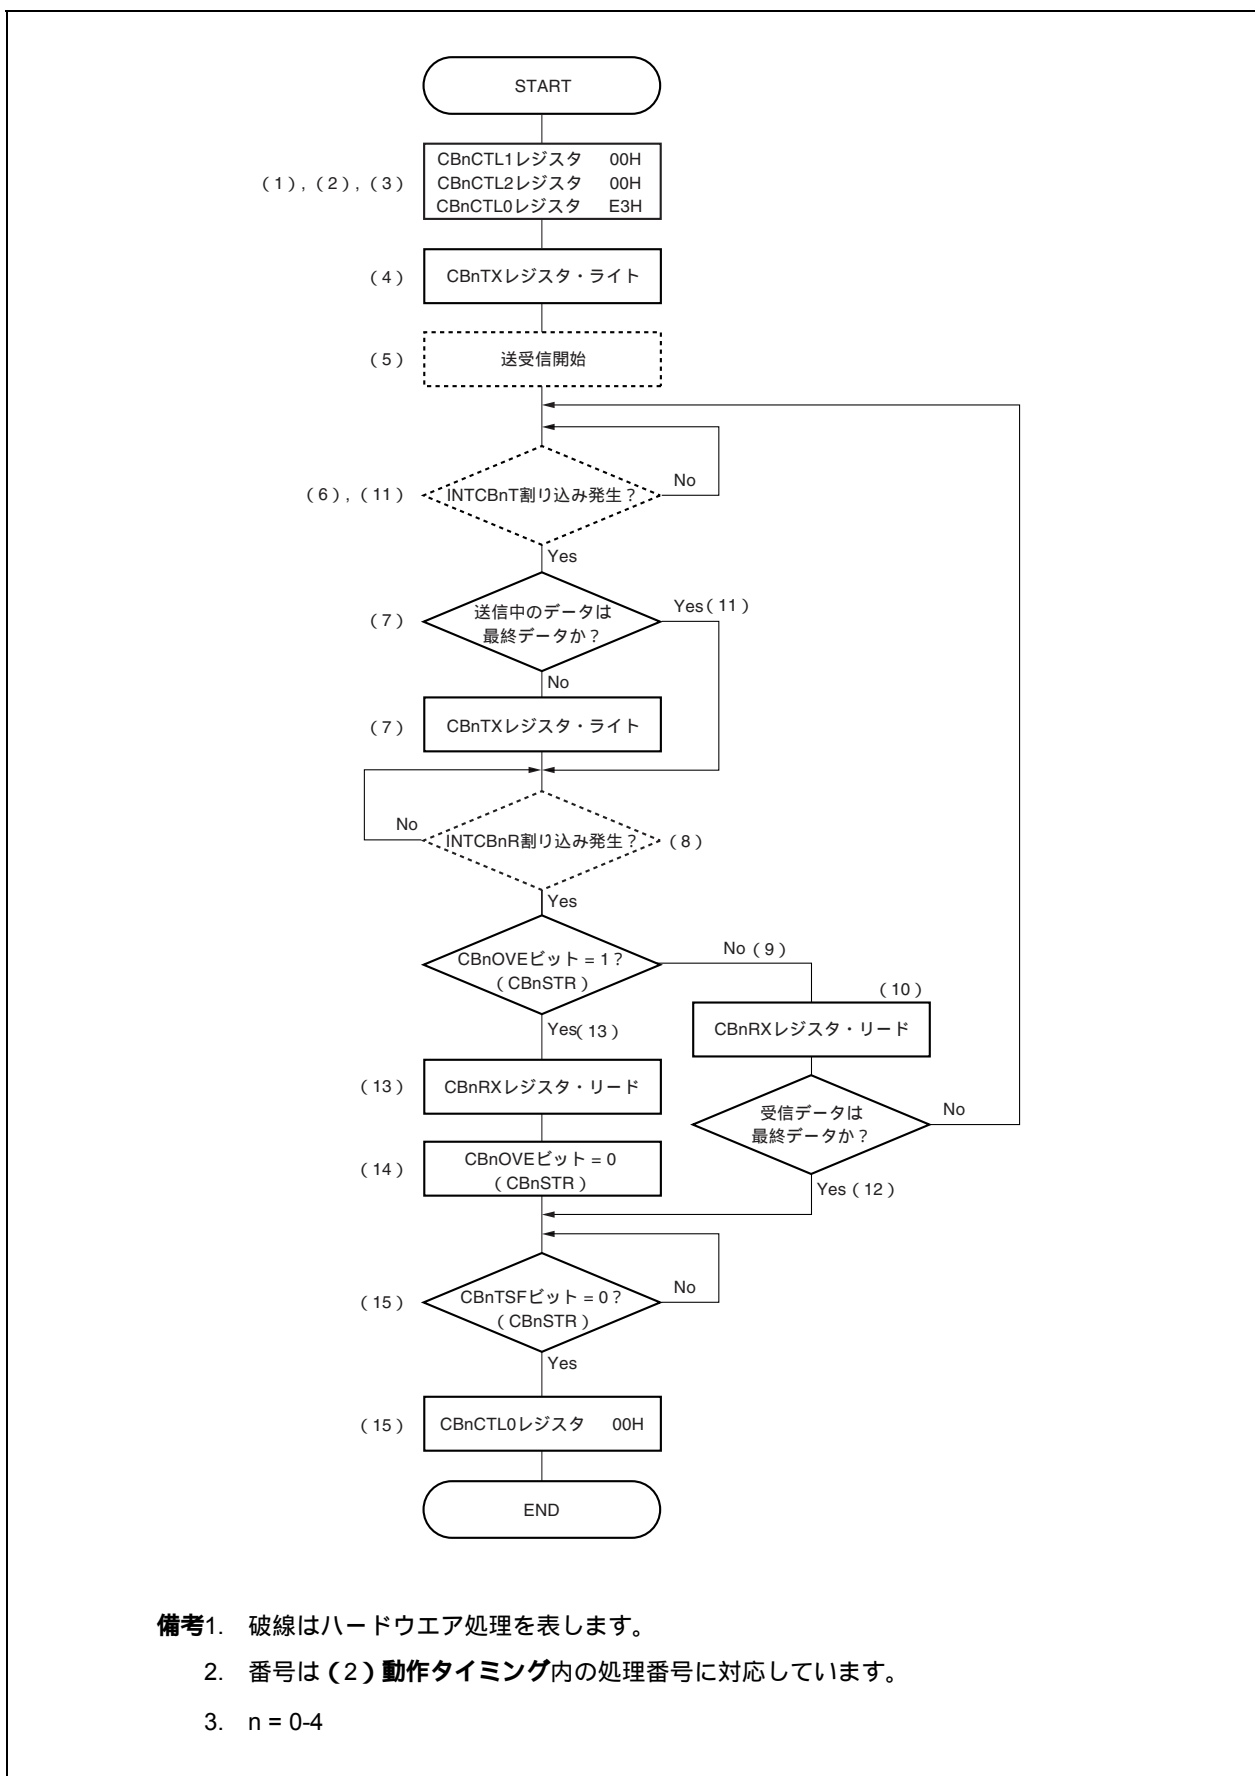 START
(1), (2), (3)
CBnCTL1レジスタ 00H
CBnCTL2レジスタ 00H
CBnCTL0レジスタ E3H
(4)
CBnTXレジスタ・ライト
(5)
送受信開始
(6), (11)
INTCBnT割り込み発生?
No
Yes
(7)
送信中のデータは
最終データか?
Yes(11)
No
(7)
CBnTXレジスタ・ライト
No
INTCBnR割り込み発生?
(8)
Yes
CBnOVEビット = 1?
(CBnSTR)
No (9)
Yes(13)
(10)
CBnRXレジスタ・リード
(13)
CBnRXレジスタ・リード
受信データは
最終データか?
No
Yes (12)
(14)
CBnOVEビット = 0
(CBnSTR)
(15)
CBnTSFビット = 0?
(CBnSTR)
No
Yes
(15)
CBnCTL0レジスタ 00H
END
備考1. 破線はハードウエア処理を表します。
2. 番号は(2)動作タイミング内の処理番号に対応しています。
3. n = 0-4